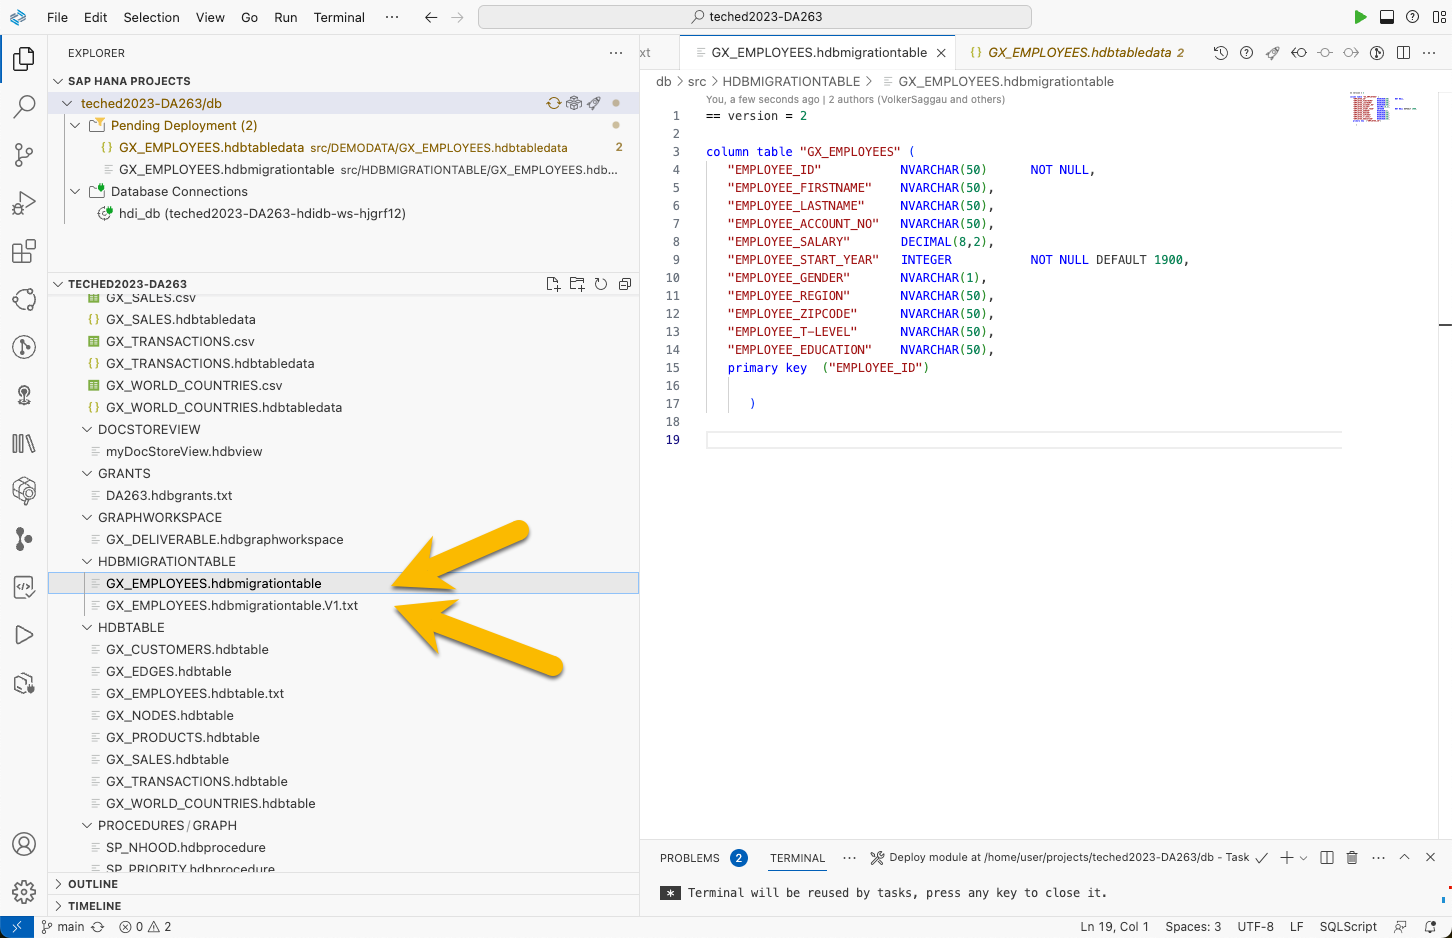 File Edit Selection View Go Run Terminal ···
teched2023-DA263
EXPLORER
SAP HANA PROJECTS
teched2023-DA263/db
Pending Deployment (2)
GX_EMPLOYEES.hdbtabledata src/DEMODATA/GX_EMPLOYEES.hdbtabledata 2
GX_EMPLOYEES.hdbmigrationtable src/HDBMIGRATIONTABLE/GX_EMPLOYEES.hdb...
Database Connections
hdi_db (teched2023-DA263-hdidb-ws-hjgrf12)
TECHED2023-DA263
GX_SALES.csv
GX_SALES.hdbtabledata
GX_TRANSACTIONS.csv
GX_TRANSACTIONS.hdbtabledata
GX_WORLD_COUNTRIES.csv
GX_WORLD_COUNTRIES.hdbtabledata
DOCSTOREVIEW
myDocStoreView.hdbview
GRANTS
DA263.hdbgrants.txt
GRAPHWORKSPACE
GX_DELIVERABLE.hdbgraphworkspace
HDBMIGRATIONTABLE
GX_EMPLOYEES.hdbmigrationtable
GX_EMPLOYEES.hdbmigrationtable.V1.txt
HDBTABLE
GX_CUSTOMERS.hdbtable
GX_EDGES.hdbtable
GX_EMPLOYEES.hdbtable.txt
GX_NODES.hdbtable
GX_PRODUCTS.hdbtable
GX_SALES.hdbtable
GX_TRANSACTIONS.hdbtable
GX_WORLD_COUNTRIES.hdbtable
PROCEDURES/GRAPH
SP_NHOOD.hdbprocedure
SP_PRIORITY.hdbprocedure
OUTLINE
TIMELINE
xt GX_EMPLOYEES.hdbmigrationtable GX_EMPLOYEES.hdbtabledata 2
db > src > HDBMIGRATIONTABLE > GX_EMPLOYEES.hdbmigrationtable
You, a few seconds ago | 2 authors (VolkerSaggau and others)
1 == version = 2
2
3 column table "GX_EMPLOYEES" (
4 "EMPLOYEE_ID" NVARCHAR(50) NOT NULL,
5 "EMPLOYEE_FIRSTNAME" NVARCHAR(50),
6 "EMPLOYEE_LASTNAME" NVARCHAR(50),
7 "EMPLOYEE_ACCOUNT_NO" NVARCHAR(50),
8 "EMPLOYEE_SALARY" DECIMAL(8,2),
9 "EMPLOYEE_START_YEAR" INTEGER NOT NULL DEFAULT 1900,
10 "EMPLOYEE_GENDER" NVARCHAR(1),
11 "EMPLOYEE_REGION" NVARCHAR(50),
12 "EMPLOYEE_ZIPCODE" NVARCHAR(50),
13 "EMPLOYEE_T-LEVEL" NVARCHAR(50),
14 "EMPLOYEE_EDUCATION" NVARCHAR(50),
15 primary key ("EMPLOYEE_ID")
16
17 )
18
19
PROBLEMS 2 TERMINAL ··· Deploy module at /home/user/projects/teched2023-DA263/db - Task
* Terminal will be reused by tasks, press any key to close it.
main 0 2 Ln 19, Col 1 Spaces: 3 UTF-8 LF SQLScript